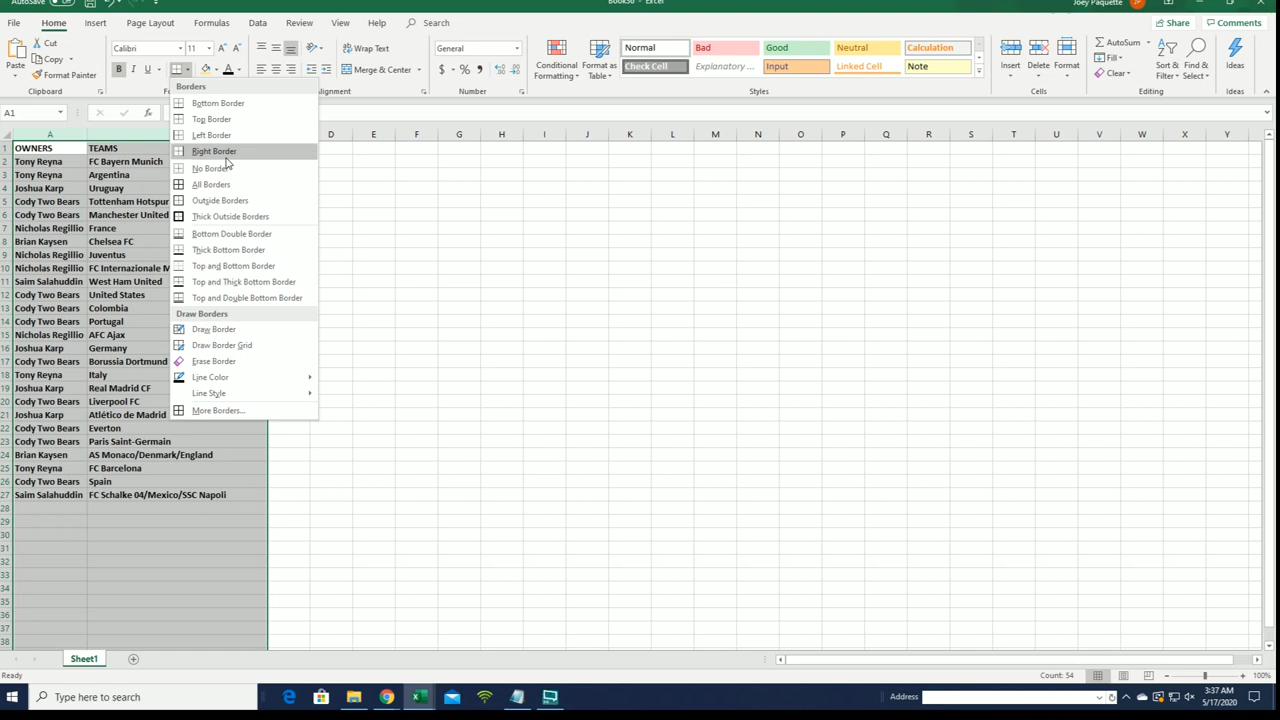 AutoSave
Book30 - Excel
Joey Paquette
JP
File Home Insert Page Layout Formulas Data Review View Help Search Share Comments
Paste Cut Copy Format Painter Clipboard
Calibri 11 A A B I U A
Wrap Text Merge & Center Alignment
General $ % Number
Conditional Formatting Format as Table
Normal Bad Good Neutral Calculation
Check Cell Explanatory ... Input Linked Cell Note
Styles
Insert Delete Format Cells
AutoSum Fill Clear Sort & Filter Find & Select Editing
Ideas Ideas
A1 fx
A D E F G H I J K L M N O P Q R S T U V W X Y
1 OWNERS TEAMS
2 Tony Reyna FC Bayern Munich
3 Tony Reyna Argentina
4 Joshua Karp Uruguay
5 Cody Two Bears Tottenham Hotspur
6 Cody Two Bears Manchester United
7 Nicholas Regillio France
8 Brian Kaysen Chelsea FC
9 Nicholas Regillio Juventus
10 Nicholas Regillio FC Internazionale M
11 Saim Salahuddin West Ham United
12 Cody Two Bears United States
13 Cody Two Bears Colombia
14 Cody Two Bears Portugal
15 Nicholas Regillio AFC Ajax
16 Joshua Karp Germany
17 Cody Two Bears Borussia Dortmund
18 Tony Reyna Italy
19 Joshua Karp Real Madrid CF
20 Cody Two Bears Liverpool FC
21 Joshua Karp Atlético de Madrid
22 Cody Two Bears Everton
23 Cody Two Bears Paris Saint-Germain
24 Brian Kaysen AS Monaco/Denmark/England
25 Tony Reyna FC Barcelona
26 Cody Two Bears Spain
27 Saim Salahuddin FC Schalke 04/Mexico/SSC Napoli
28
29
30
31
32
33
34
35
36
37
38
Borders
Bottom Border
Top Border
Left Border
Right Border
No Border
All Borders
Outside Borders
Thick Outside Borders
Bottom Double Border
Thick Bottom Border
Top and Bottom Border
Top and Thick Bottom Border
Top and Double Bottom Border
Draw Borders
Draw Border
Draw Border Grid
Erase Border
Line Color
Line Style
More Borders...
Sheet1
Ready
Count: 54
100%
Type here to search
Address
3:37 AM
5/17/2020